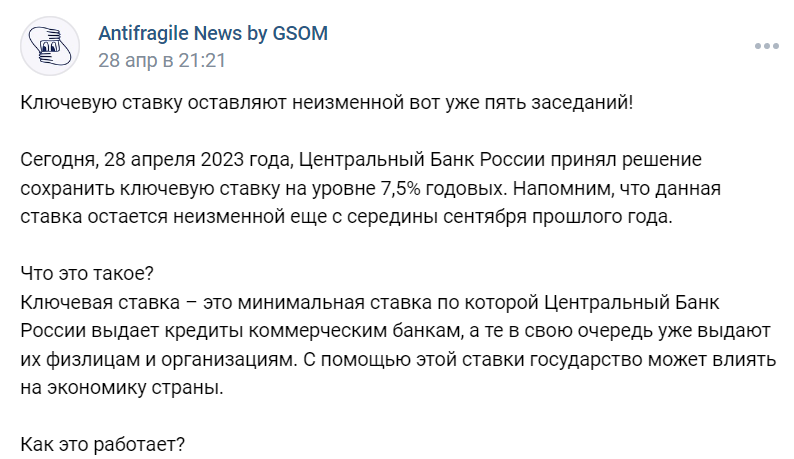 Antifragile News by GSOM
28 апр в 21:21
Ключевую ставку оставляют неизменной вот уже пять заседаний!
Сегодня, 28 апреля 2023 года, Центральный Банк России принял решение
сохранить ключевую ставку на уровне 7,5% годовых. Напомним, что данная
ставка остается неизменной еще с середины сентября прошлого года.
Что это такое?
Ключевая ставка – это минимальная ставка по которой Центральный Банк
России выдает кредиты коммерческим банкам, а те в свою очередь уже выдают
их физлицам и организациям. С помощью этой ставки государство может влиять
на экономику страны.
Как это работает?